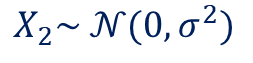 X₂~ 𝒩(0, σ²)